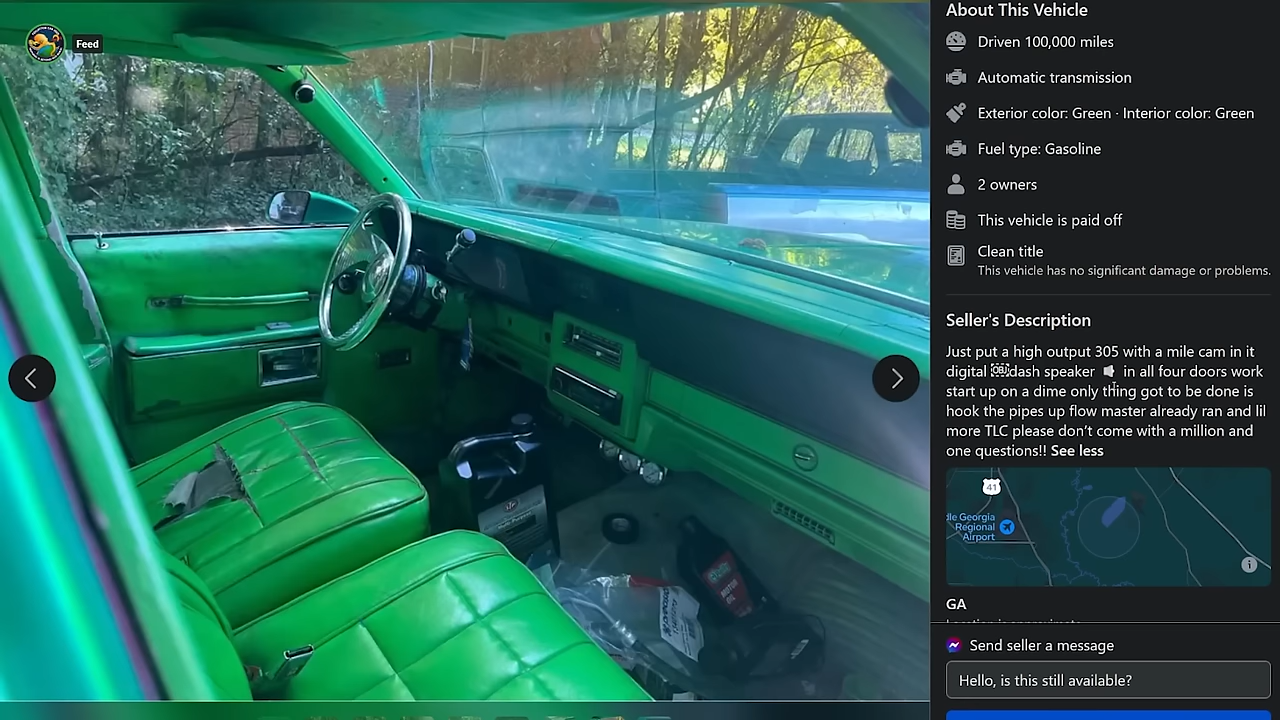 Feed
About This Vehicle
Driven 100,000 miles
Automatic transmission
Exterior color: Green · Interior color: Green
Fuel type: Gasoline
2 owners
This vehicle is paid off
Clean title
This vehicle has no significant damage or problems.
Seller's Description
Just put a high output 305 with a mile cam in it
digital dash speaker 🔈 in all four doors work
start up on a dime only thing got to be done is
hook the pipes up flow master already ran and lil
more TLC please don't come with a million and
one questions!! See less
41
dle Georgia
Regional
Airport
GA
Send seller a message
Hello, is this still available?